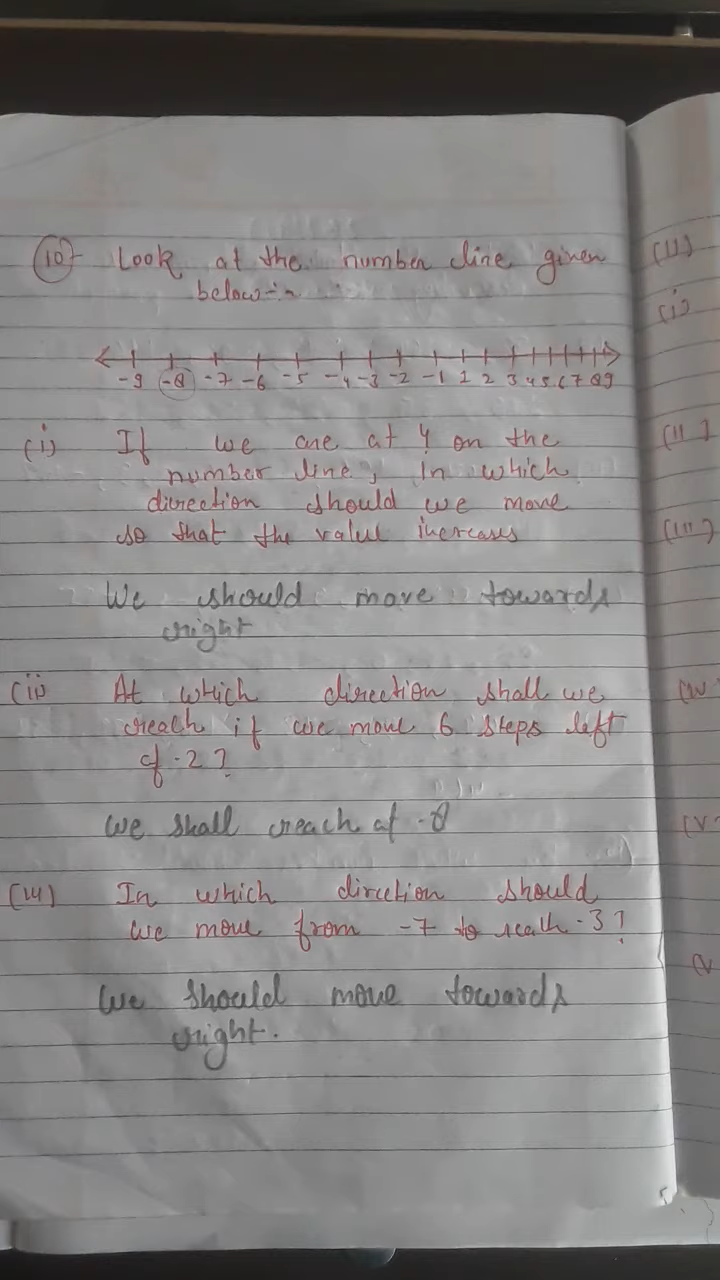 10 Look at the number line given
below:-
-9 -8 -7 -6 -5 -4 -3 -2 -1 1 2 3 4 5 6 7 8 9
(i) If we are at 4 on the
number line, in which
direction should we move
so that the value increases
We should move towards
right
(ii) At which direction shall we
reach if we move 6 steps left
of -2?
We shall reach at -8
(iii) In which direction should
we move from -7 to reach -3?
We should move towards
right.
(11)
(i)
(ii)
(iii)
(iv
(v
(v